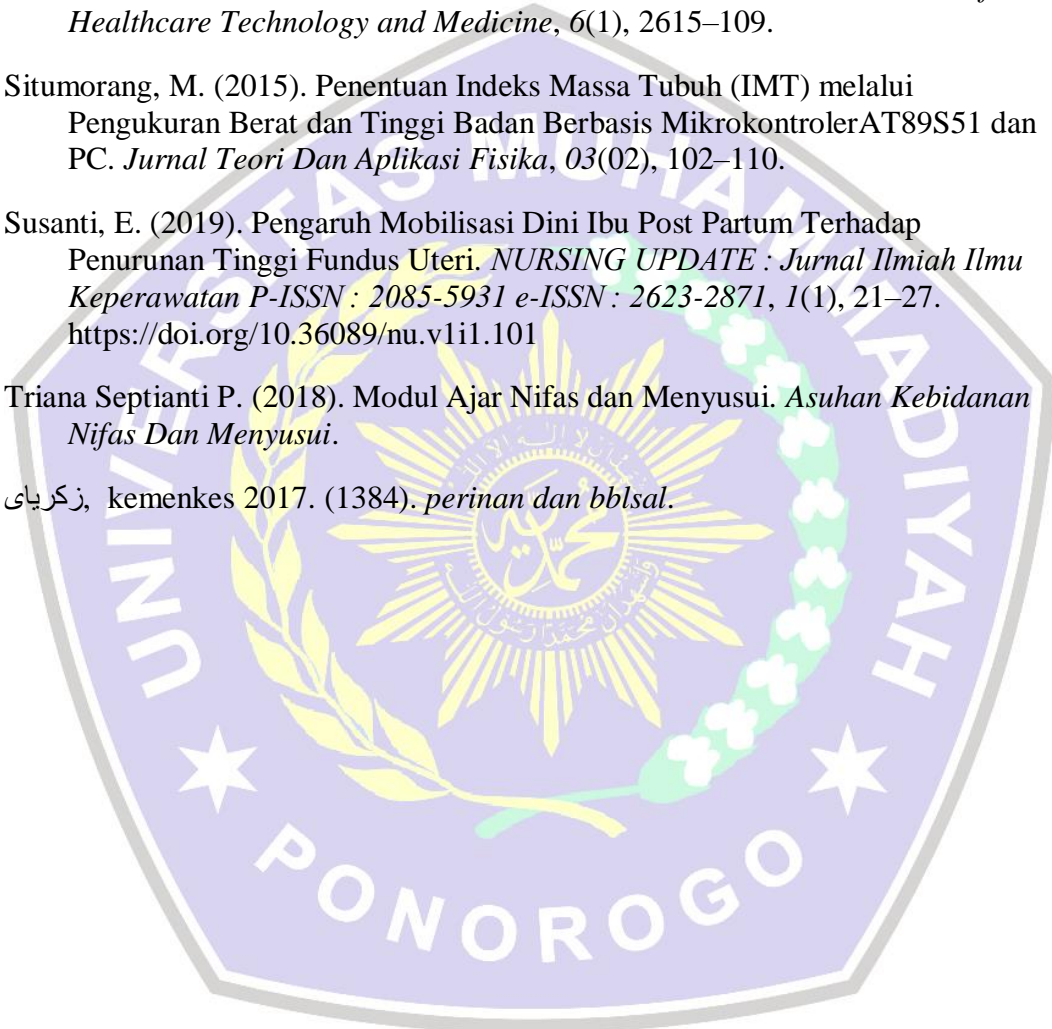 Healthcare Technology and Medicine, 6(1), 2615–109.
Situmorang, M. (2015). Penentuan Indeks Massa Tubuh (IMT) melalui
Pengukuran Berat dan Tinggi Badan Berbasis MikrokontrolerAT89S51 dan
PC. Jurnal Teori Dan Aplikasi Fisika, 03(02), 102–110.
Susanti, E. (2019). Pengaruh Mobilisasi Dini Ibu Post Partum Terhadap
Penurunan Tinggi Fundus Uteri. NURSING UPDATE : Jurnal Ilmiah Ilmu
Keperawatan P-ISSN : 2085-5931 e-ISSN : 2623-2871, 1(1), 21–27.
https://doi.org/10.36089/nu.v1i1.101
Triana Septianti P. (2018). Modul Ajar Nifas dan Menyusui. Asuhan Kebidanan
Nifas Dan Menyusui.
زکریای, kemenkes 2017. (1384). perinan dan bblsal.
UNIVERSITAS MUHAMMADIYAH
PONOROGO
محمدية